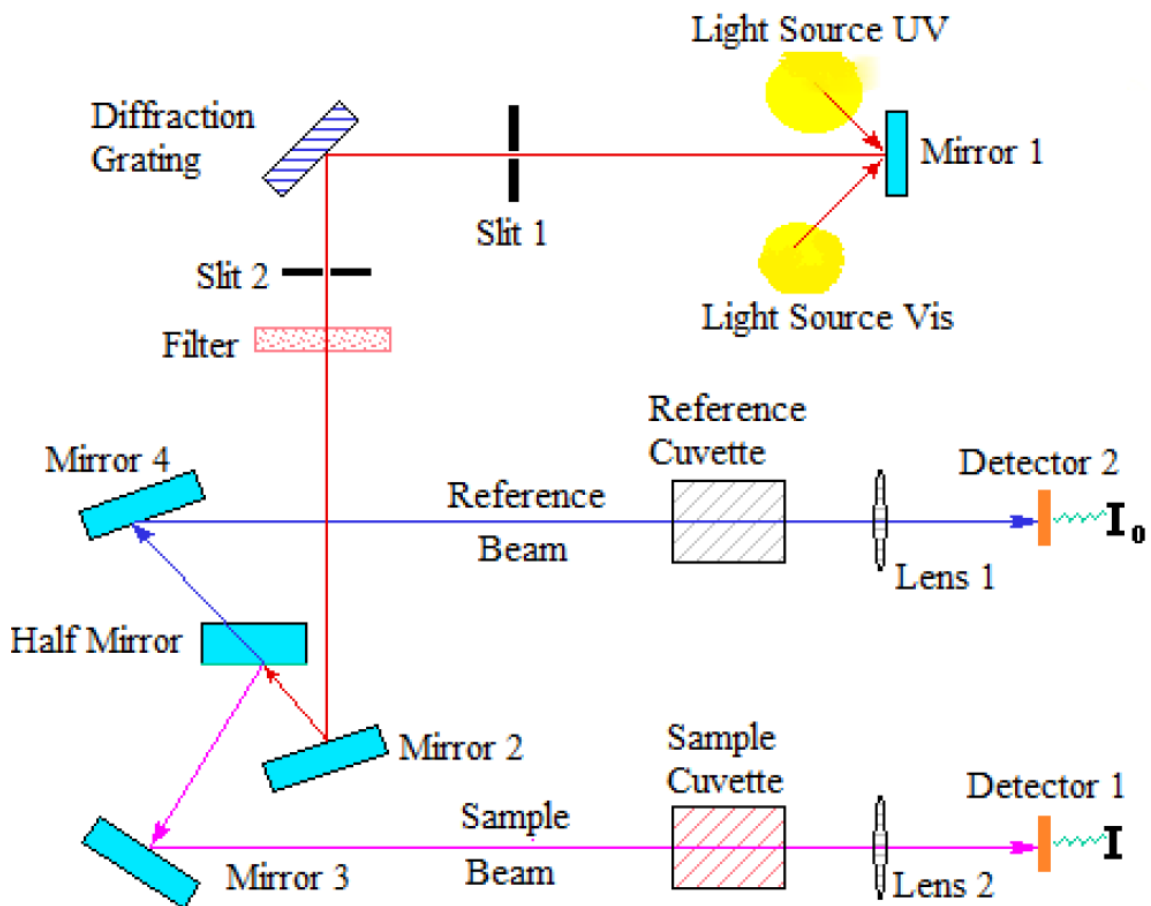 Light Source UV
Diffraction
Grating
Mirror 1
Slit 1
Slit 2
Light Source Vis
Filter
Reference
Cuvette
Mirror 4
Detector 2
Reference
Beam
I0
Lens 1
Half Mirror
Mirror 2
Sample
Cuvette
Detector 1
Sample
Beam
I
Mirror 3
Lens 2